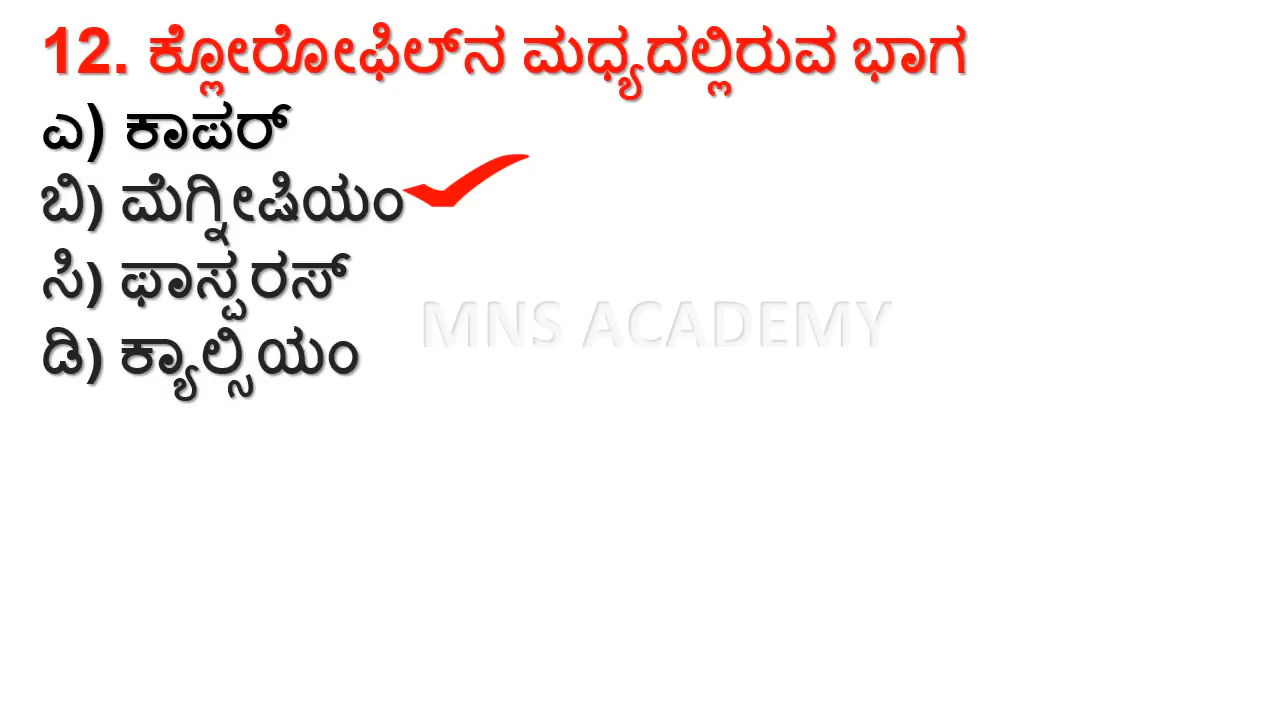 12. ಕ್ಲೋರೋಫಿಲ್‌ನ ಮಧ್ಯದಲ್ಲಿರುವ ಭಾಗ
ಎ) ಕಾಪರ್
ಬಿ) ಮೆಗ್ನೀಷಿಯಂ
ಸಿ) ಫಾಸ್ಪರಸ್
MNS ACADEMY
ಡಿ) ಕ್ಯಾಲ್ಸಿಯಂ